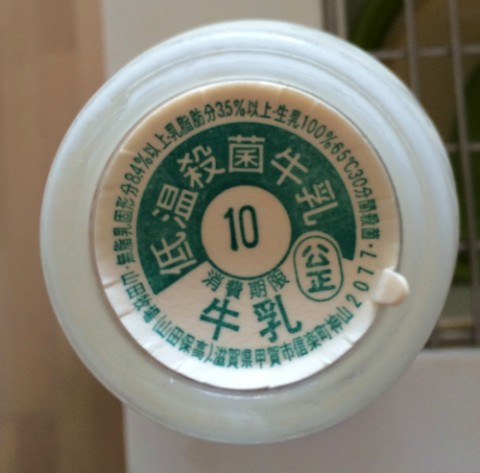 無脂乳固形分8.4%以上·乳脂肪分3.5%以上·生乳100%65℃30分間殺菌·
低温殺菌牛乳
10
消費期限
公正
牛乳
山田牧場(山田保高)滋賀県甲賀市信楽町神山2077·